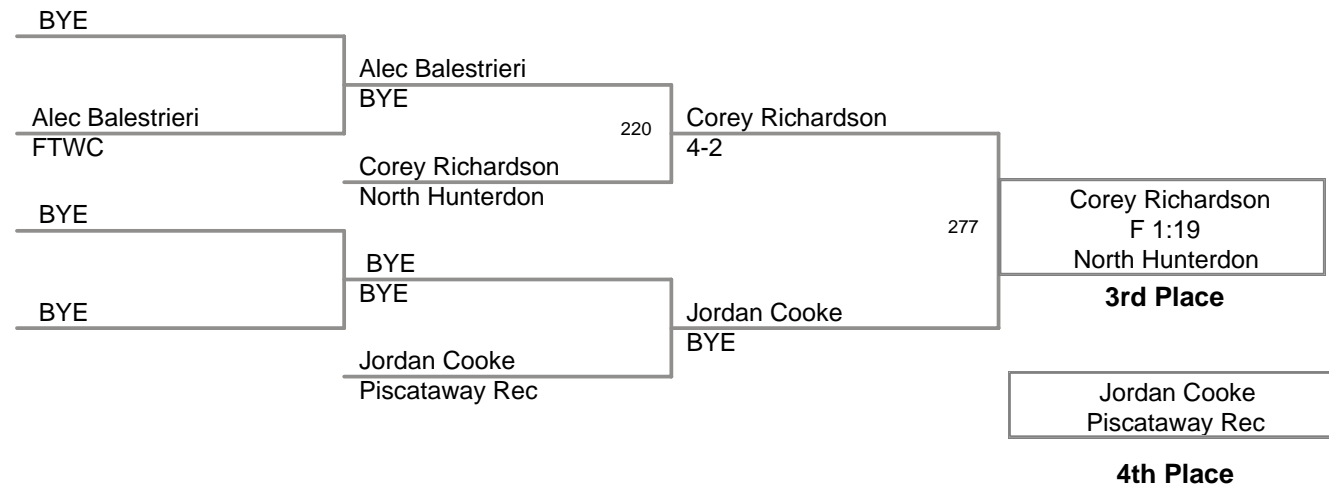 BYE
Alec Balestrieri
FTWC
BYE
BYE
Alec Balestrieri
BYE
220
Corey Richardson
North Hunterdon
BYE
BYE
Jordan Cooke
Piscataway Rec
Corey Richardson
4-2
277
Jordan Cooke
BYE
Corey Richardson
F 1:19
North Hunterdon
3rd Place
Jordan Cooke
Piscataway Rec
4th Place